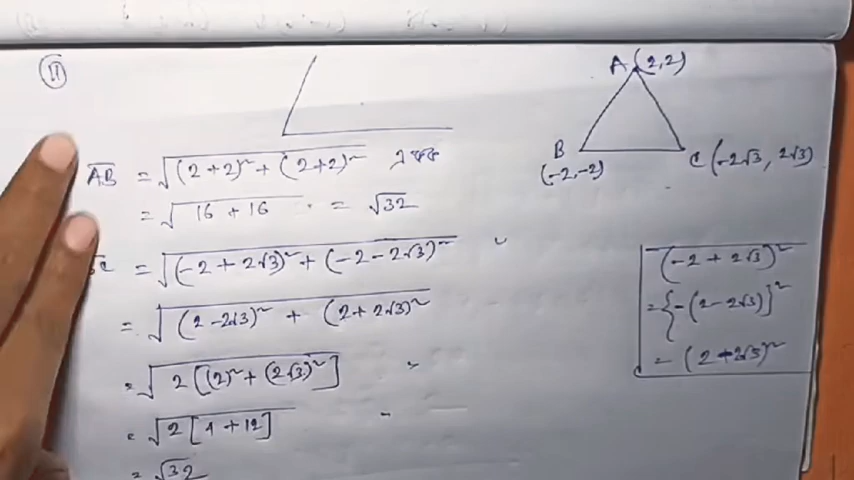 11
A (2,2)
B
(-2,-2)
C (-2√3, 2√3)
AB = √(2+2)² + (2+2)² একক
= √16 + 16 = √32
C = √(-2+2√3)² + (-2-2√3)²
= √(2-2√3)² + (2+2√3)²
= √2[(2)² + (2√3)²]
= √2[4+12]
= √32
(-2+2√3)²
= {-(2-2√3)}²
= (2-2√3)²